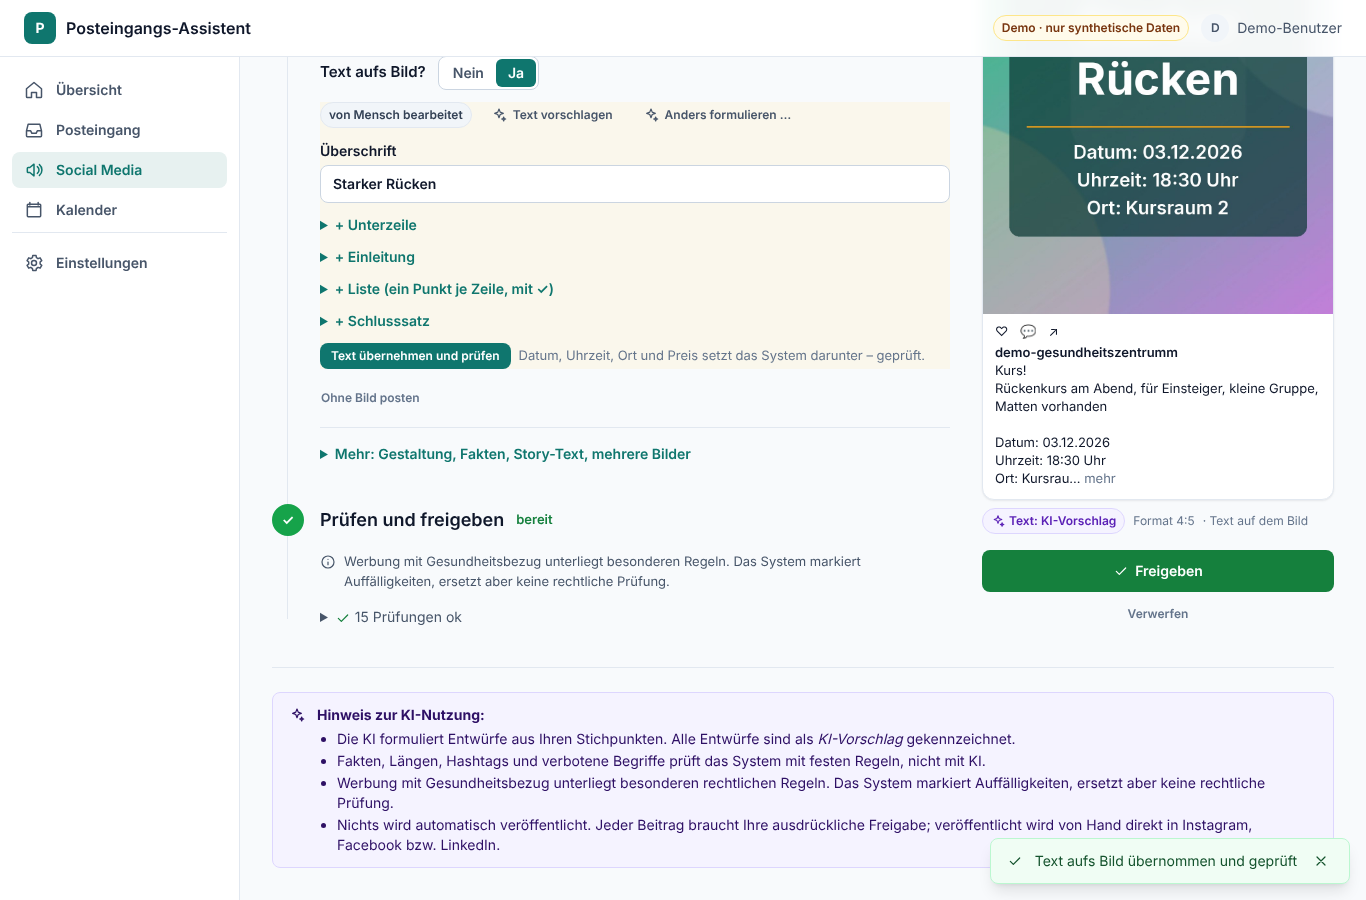 P Posteingangs-Assistent
Demo · nur synthetische Daten
D Demo-Benutzer
Übersicht
Posteingang
Social Media
Kalender
Einstellungen
Text aufs Bild? Nein Ja
von Mensch bearbeitet Text vorschlagen Anders formulieren ...
Überschrift
Starker Rücken
+ Unterzeile
+ Einleitung
+ Liste (ein Punkt je Zeile, mit ✓)
+ Schlusssatz
Text übernehmen und prüfen Datum, Uhrzeit, Ort und Preis setzt das System darunter – geprüft.
Ohne Bild posten
Mehr: Gestaltung, Fakten, Story-Text, mehrere Bilder
Prüfen und freigeben bereit
Werbung mit Gesundheitsbezug unterliegt besonderen Regeln. Das System markiert
Auffälligkeiten, ersetzt aber keine rechtliche Prüfung.
✓ 15 Prüfungen ok
Rücken
Datum: 03.12.2026
Uhrzeit: 18:30 Uhr
Ort: Kursraum 2
demo-gesundheitszentrumm
Kurs!
Rückenkurs am Abend, für Einsteiger, kleine Gruppe,
Matten vorhanden
Datum: 03.12.2026
Uhrzeit: 18:30 Uhr
Ort: Kursrau... mehr
Text: KI-Vorschlag Format 4:5 · Text auf dem Bild
✓ Freigeben
Verwerfen
Hinweis zur KI-Nutzung:
• Die KI formuliert Entwürfe aus Ihren Stichpunkten. Alle Entwürfe sind als KI-Vorschlag gekennzeichnet.
• Fakten, Längen, Hashtags und verbotene Begriffe prüft das System mit festen Regeln, nicht mit KI.
• Werbung mit Gesundheitsbezug unterliegt besonderen rechtlichen Regeln. Das System markiert Auffälligkeiten, ersetzt aber keine rechtliche
Prüfung.
• Nichts wird automatisch veröffentlicht. Jeder Beitrag braucht Ihre ausdrückliche Freigabe; veröffentlicht wird von Hand direkt in Instagram,
Facebook bzw. LinkedIn.
✓ Text aufs Bild übernommen und geprüft ×